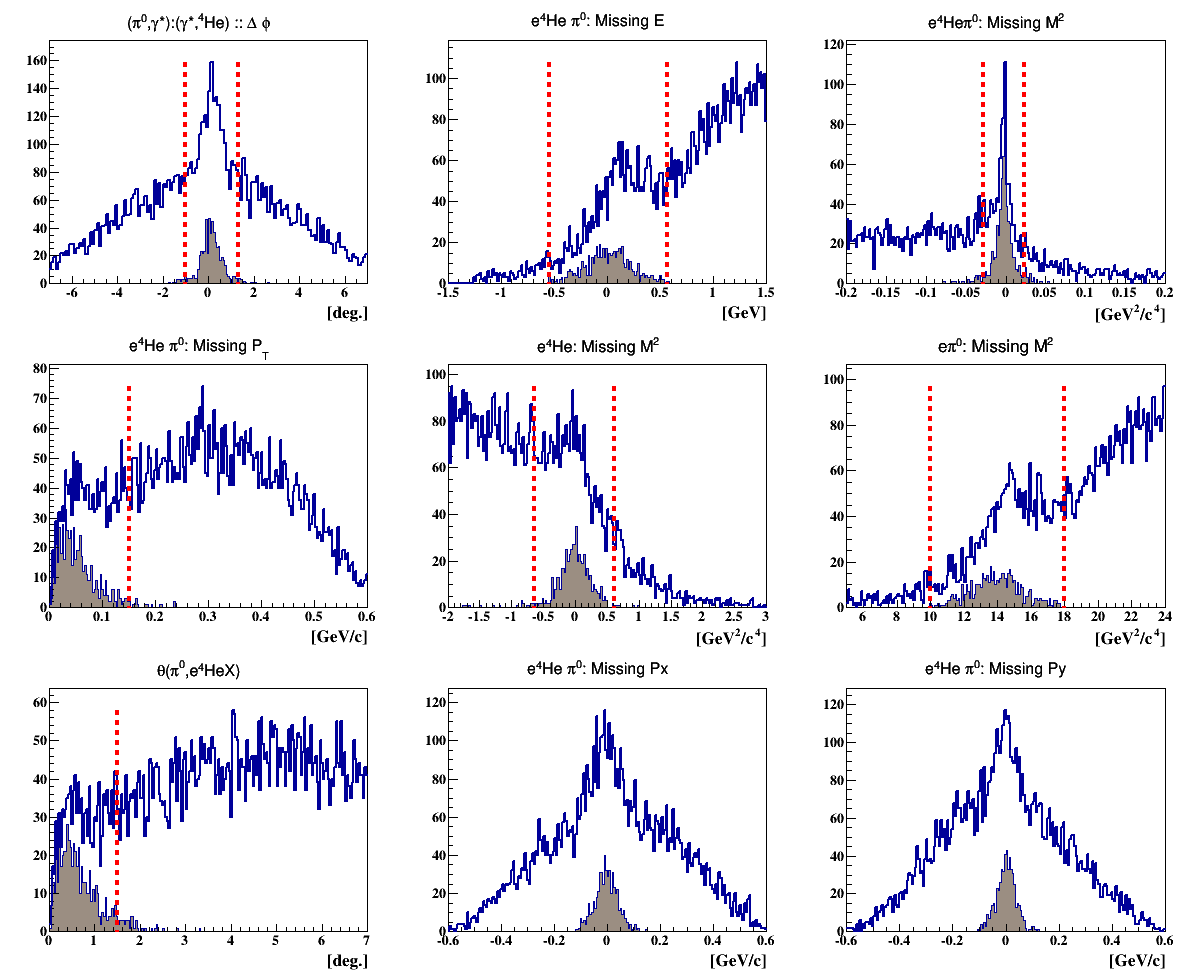 (π⁰,γ*):(γ*,⁴He) :: Δ ϕ
160
140
120
100
80
60
40
20
0
-6 -4 -2 0 2 4 6
[deg.]
e⁴He π⁰: Missing E
100
80
60
40
20
0
-1.5 -1 -0.5 0 0.5 1 1.5
[GeV]
e⁴Heπ⁰: Missing M²
120
100
80
60
40
20
0
-0.2 -0.15 -0.1 -0.05 0 0.05 0.1 0.15 0.2
[GeV²/c⁴]
e⁴He π⁰: Missing P_T
80
70
60
50
40
30
20
10
0
0 0.1 0.2 0.3 0.4 0.5 0.6
[GeV/c]
e⁴He: Missing M²
100
80
60
40
20
0
-2 -1.5 -1 -0.5 0 0.5 1 1.5 2 2.5 3
[GeV²/c⁴]
eπ⁰: Missing M²
100
80
60
40
20
0
6 8 10 12 14 16 18 20 22 24
[GeV²/c⁴]
θ(π⁰,e⁴HeX)
60
50
40
30
20
10
0
0 1 2 3 4 5 6 7
[deg.]
e⁴He π⁰: Missing Px
120
100
80
60
40
20
0
-0.6 -0.4 -0.2 0 0.2 0.4 0.6
[GeV/c]
e⁴He π⁰: Missing Py
120
100
80
60
40
20
0
-0.6 -0.4 -0.2 0 0.2 0.4 0.6
[GeV/c]